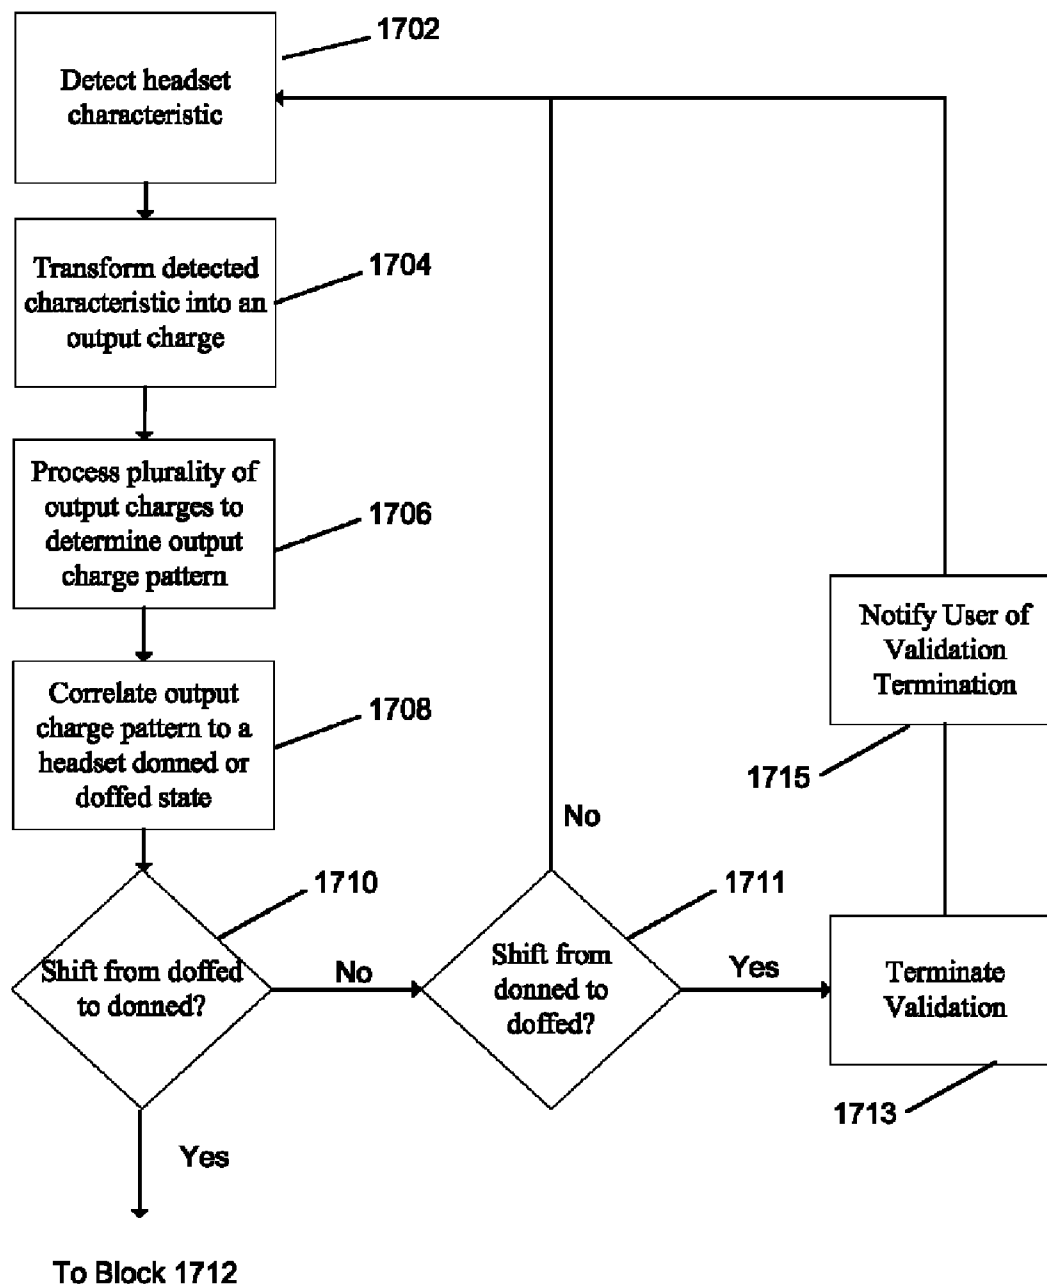 1702
Detect headset
characteristic
1704
Transform detected
characteristic into an
output charge
Process plurality of
output charges to
determine output
charge pattern
1706
Notify User of
Validation
Termination
Correlate output
charge pattern to a
headset donned or
doffed state
1708
1715
No
1710
1711
Shift from doffed
to donned?
No
Shift from
donned to
doffed?
Yes
Terminate
Validation
1713
Yes
To Block 1712